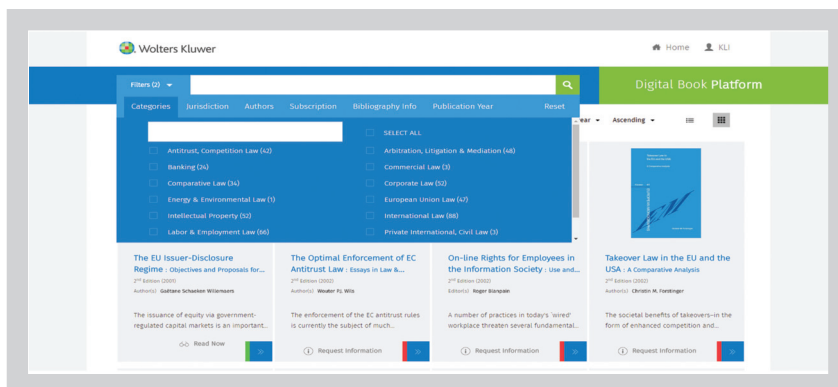 Wolters Kluwer
Home KLI
Filters (2)
Digital Book Platform
Categories Jurisdiction Authors Subscription Bibliography Info Publication Year Reset
ear Ascending
SELECT ALL
Antitrust, Competition Law (42) Arbitration, Litigation & Mediation (48)
Banking (24) Commercial Law (3)
Comparative Law (34) Corporate Law (52)
Energy & Environmental Law (1) European Union Law (47)
Intellectual Property (52) International Law (88)
Labor & Employment Law (66) Private International, Civil Law (3)
The EU Issuer-Disclosure
Regime : Objectives and Proposals for...
2nd Edition (2001)
Author(s) Gaëtane Schaeken Willemaers
The issuance of equity via government-
regulated capital markets is an important...
Read Now
The Optimal Enforcement of EC
Antitrust Law : Essays in Law &...
2nd Edition (2002)
Author(s) Wouter P.J. Wils
The enforcement of the EC antitrust rules
is currently the subject of much...
Request Information
On-line Rights for Employees in
the Information Society : Use and...
2nd Edition (2002)
Editor(s) Roger Blanpain
A number of practices in today's 'wired'
workplace threaten several fundamental...
Request Information
Takeover Law in the EU and the
USA : A Comparative Analysis
2nd Edition (2002)
Author(s) Christin M. Forstinger
The societal benefits of takeovers–in the
form of enhanced competition and...
Request Information